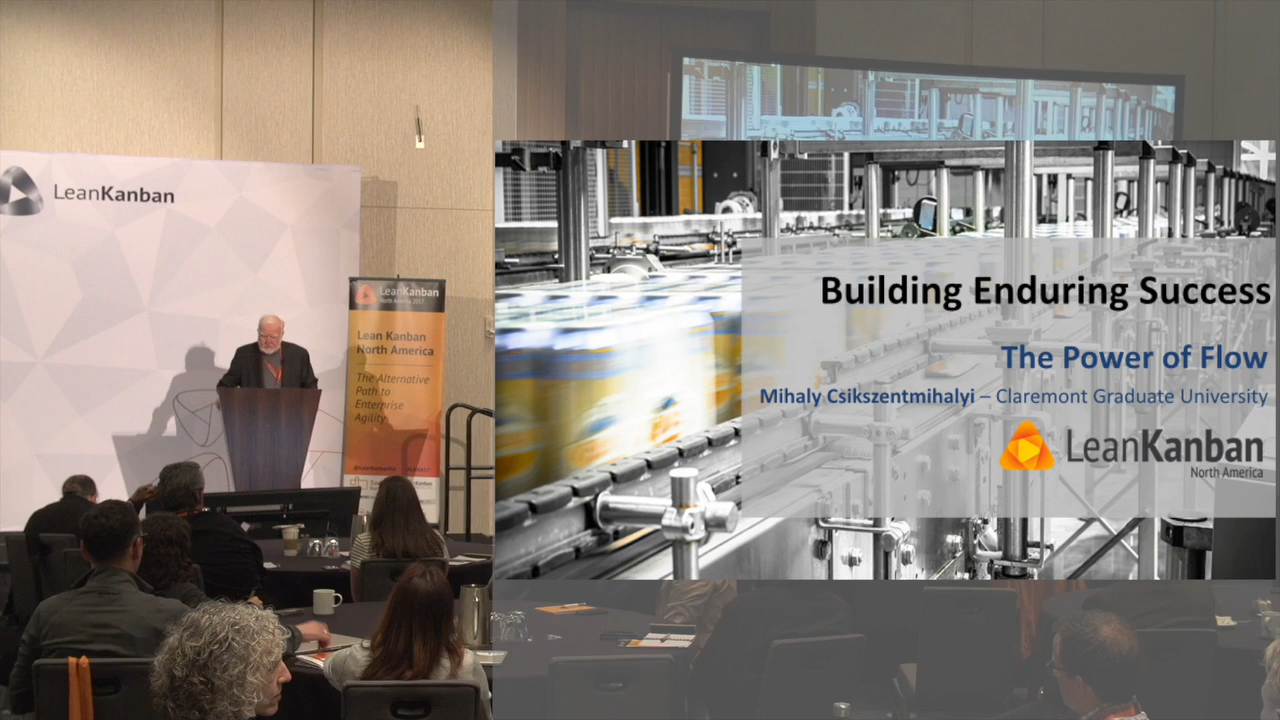 LeanKanban
LeanKanban
North America 2017
Lean Kanban
North America
The Alternative
Path to
Enterprise
Agility
Building Enduring Success
The Power of Flow
Mihaly Csikszentmihalyi – Claremont Graduate University
LeanKanban
North America